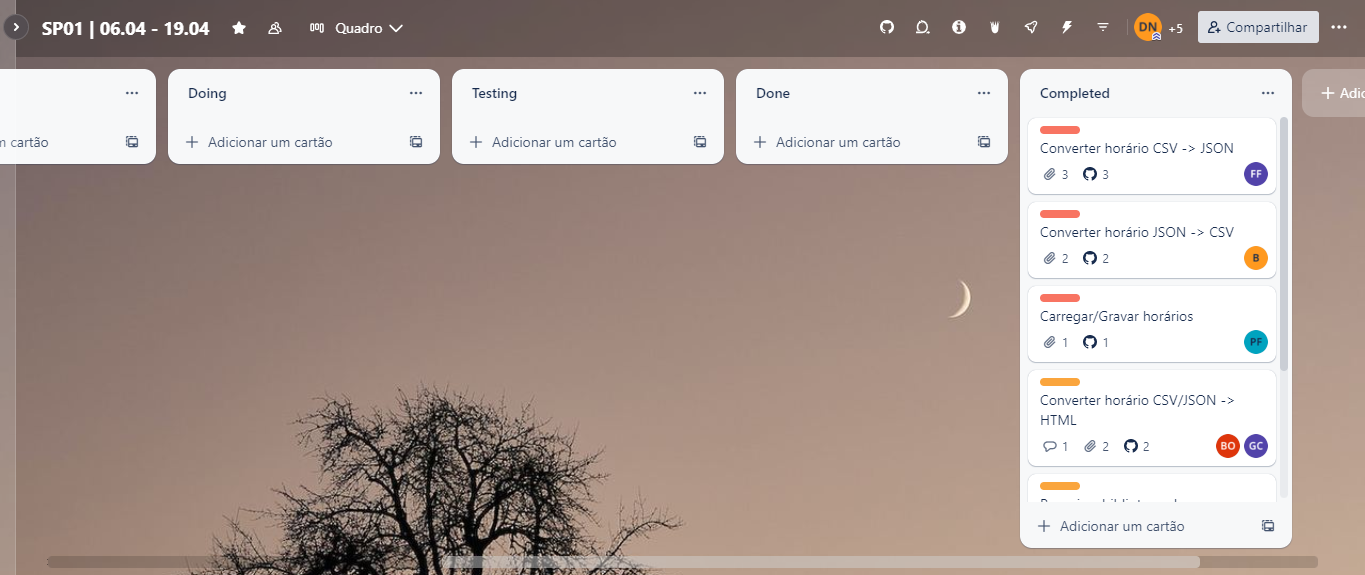 SP01 | 06.04 - 19.04
Quadro
DN
+5
Compartilhar
cartão
Doing
Adicionar um cartão
Testing
Adicionar um cartão
Done
Adicionar um cartão
Completed
Converter horário CSV -> JSON
3 3 FF
Converter horário JSON -> CSV
2 2 B
Carregar/Gravar horários
1 1 PF
Converter horário CSV/JSON ->
HTML
1 2 2 BO GC
Adicionar um cartão